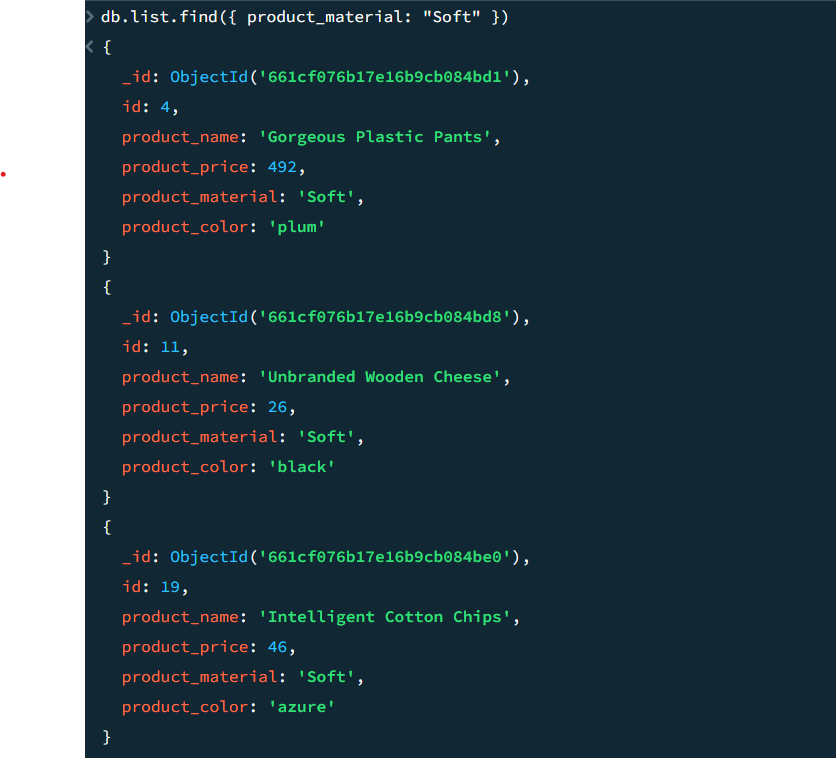 db.list.find({ product_material: "Soft" })
{
_id: ObjectId('661cf076b17e16b9cb084bd1'),
id: 4,
product_name: 'Gorgeous Plastic Pants',
product_price: 492,
product_material: 'Soft',
product_color: 'plum'
}
{
_id: ObjectId('661cf076b17e16b9cb084bd8'),
id: 11,
product_name: 'Unbranded Wooden Cheese',
product_price: 26,
product_material: 'Soft',
product_color: 'black'
}
{
_id: ObjectId('661cf076b17e16b9cb084be0'),
id: 19,
product_name: 'Intelligent Cotton Chips',
product_price: 46,
product_material: 'Soft',
product_color: 'azure'
}